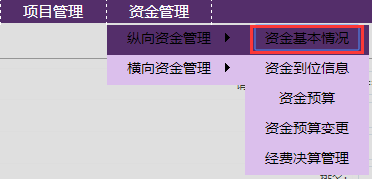 项目管理 资金管理
纵向资金管理 资金基本情况
横向资金管理 资金到位信息
资金预算
资金预算变更
经费决算管理